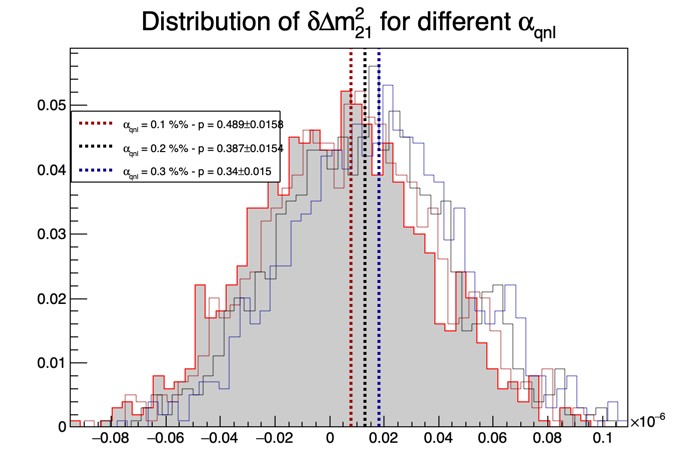 Distribution of δΔm²₂₁ for different α_qnl
α_qnl = 0.1 %% - p = 0.489±0.0158
α_qnl = 0.2 %% - p = 0.387±0.0154
α_qnl = 0.3 %% - p = 0.34±0.015
0.05
0.04
0.03
0.02
0.01
0
−0.08 −0.06 −0.04 −0.02 0 0.02 0.04 0.06 0.08 0.1 ×10⁻⁶